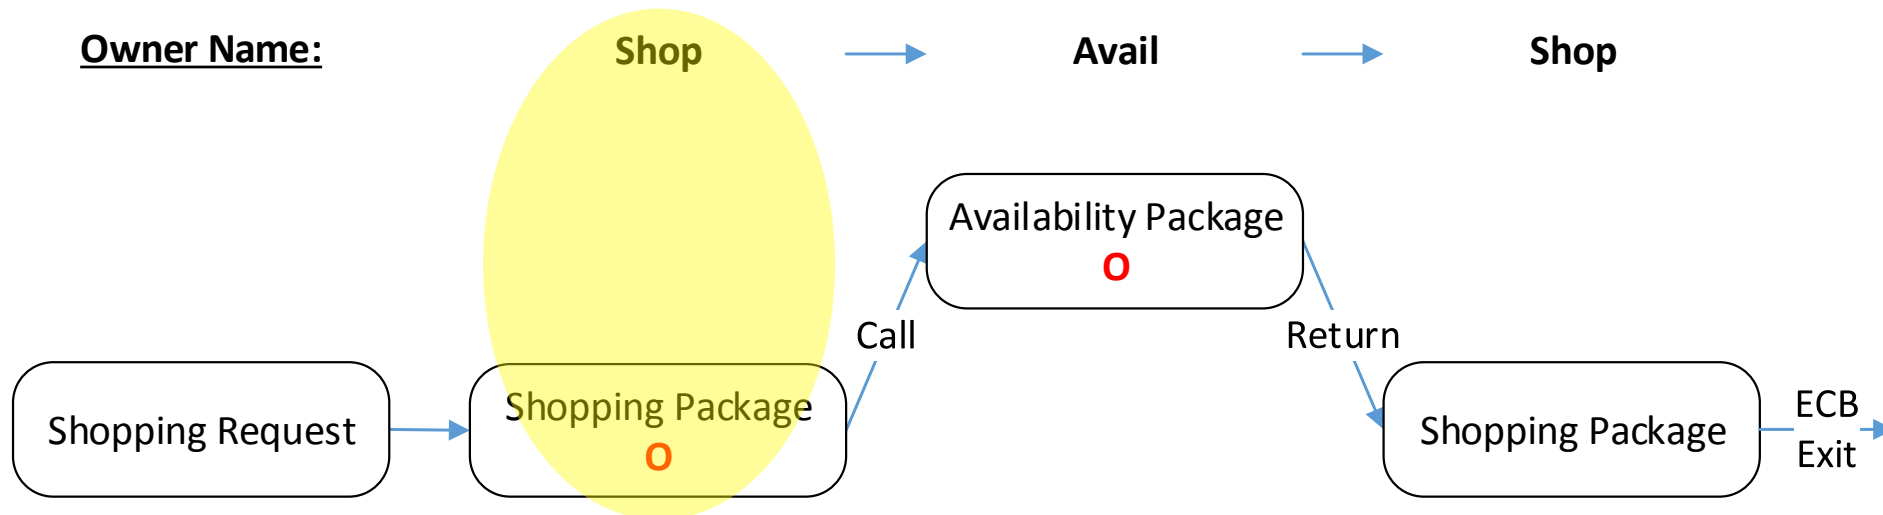 Owner Name:
Shop
Avail
Shop
Availability Package
O
Call
Return
Shopping Request
Shopping Package
O
Shopping Package
ECB
Exit